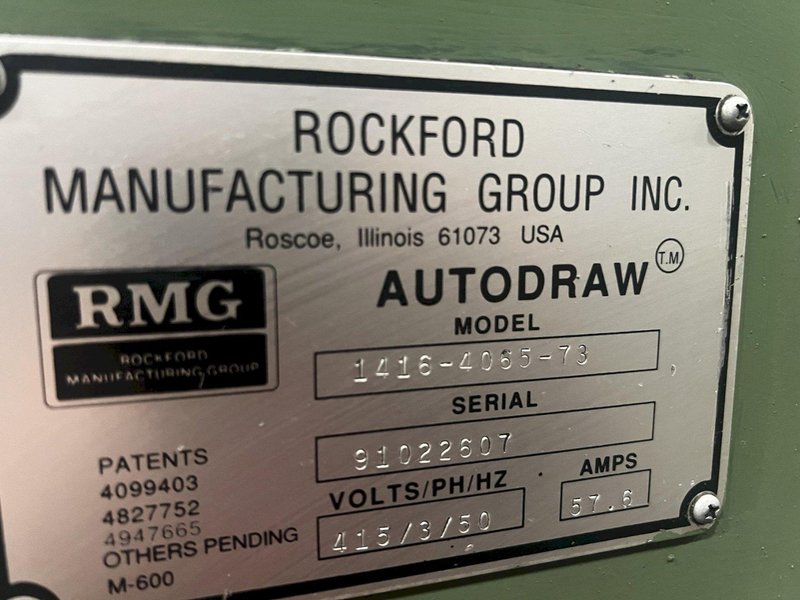 ROCKFORD
MANUFACTURING GROUP INC.
Roscoe, Illinois 61073 USA
AUTODRAW T.M
RMG
ROCKFORD
MANUFACTURING GROUP
MODEL
1416-4065-73
SERIAL
91022607
PATENTS
4099403
4827752
4947665
OTHERS PENDING
M-600
VOLTS/PH/HZ
415/3/50
AMPS
57.6